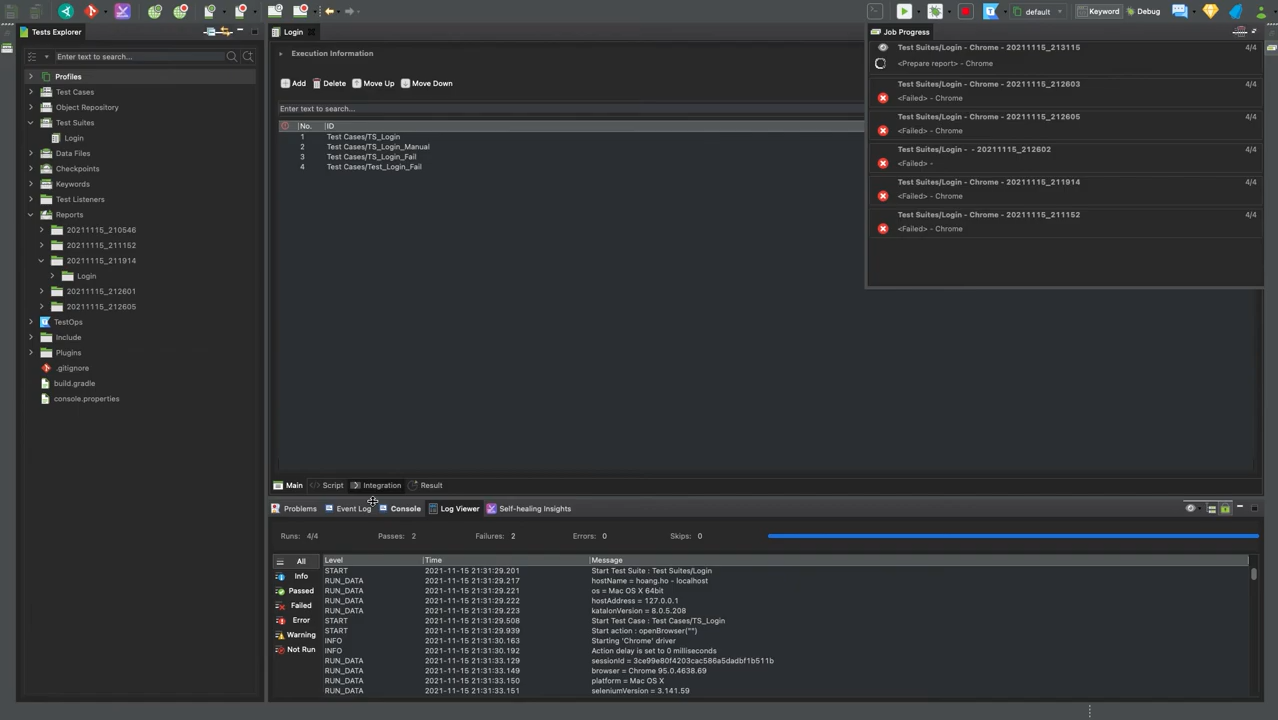 default
Keyword
Debug
Tests Explorer
Enter text to search...
Profiles
Test Cases
Object Repository
Test Suites
Login
Data Files
Checkpoints
Keywords
Test Listeners
Reports
20211115_210546
20211115_211152
20211115_211914
Login
20211115_212601
20211115_212605
TestOps
Include
Plugins
.gitignore
build.gradle
console.properties
Login
Execution Information
Add Delete Move Up Move Down
Enter text to search...
No. ID
1 Test Cases/TS_Login
2 Test Cases/TS_Login_Manual
3 Test Cases/TS_Login_Fail
4 Test Cases/Test_Login_Fail
Job Progress
Test Suites/Login - Chrome - 20211115_213115 4/4
<Prepare report> - Chrome
Test Suites/Login - Chrome - 20211115_212603 4/4
<Failed> - Chrome
Test Suites/Login - Chrome - 20211115_212605 4/4
<Failed> - Chrome
Test Suites/Login - - 20211115_212602 4/4
<Failed> -
Test Suites/Login - Chrome - 20211115_211914 4/4
<Failed> - Chrome
Test Suites/Login - Chrome - 20211115_211152 4/4
<Failed> - Chrome
Main Script Integration Result
Problems Event Log Console Log Viewer Self-healing Insights
Runs: 4/4 Passes: 2 Failures: 2 Errors: 0 Skips: 0
All
Info
Passed
Failed
Error
Warning
Not Run
Level Time Message
START 2021-11-15 21:31:29.201 Start Test Suite : Test Suites/Login
RUN_DATA 2021-11-15 21:31:29.217 hostName = hoang.ho - localhost
RUN_DATA 2021-11-15 21:31:29.221 os = Mac OS X 64bit
RUN_DATA 2021-11-15 21:31:29.222 hostAddress = 127.0.0.1
RUN_DATA 2021-11-15 21:31:29.223 katalonVersion = 8.0.5.208
START 2021-11-15 21:31:29.508 Start Test Case : Test Cases/TS_Login
START 2021-11-15 21:31:29.939 Start action : openBrowser("")
INFO 2021-11-15 21:31:30.163 Starting 'Chrome' driver
INFO 2021-11-15 21:31:30.192 Action delay is set to 0 milliseconds
RUN_DATA 2021-11-15 21:31:33.129 sessionId = 3ce99e80f4203cac586a5dadbf1b511b
RUN_DATA 2021-11-15 21:31:33.149 browser = Chrome 95.0.4638.69
RUN_DATA 2021-11-15 21:31:33.150 platform = Mac OS X
RUN_DATA 2021-11-15 21:31:33.151 seleniumVersion = 3.141.59